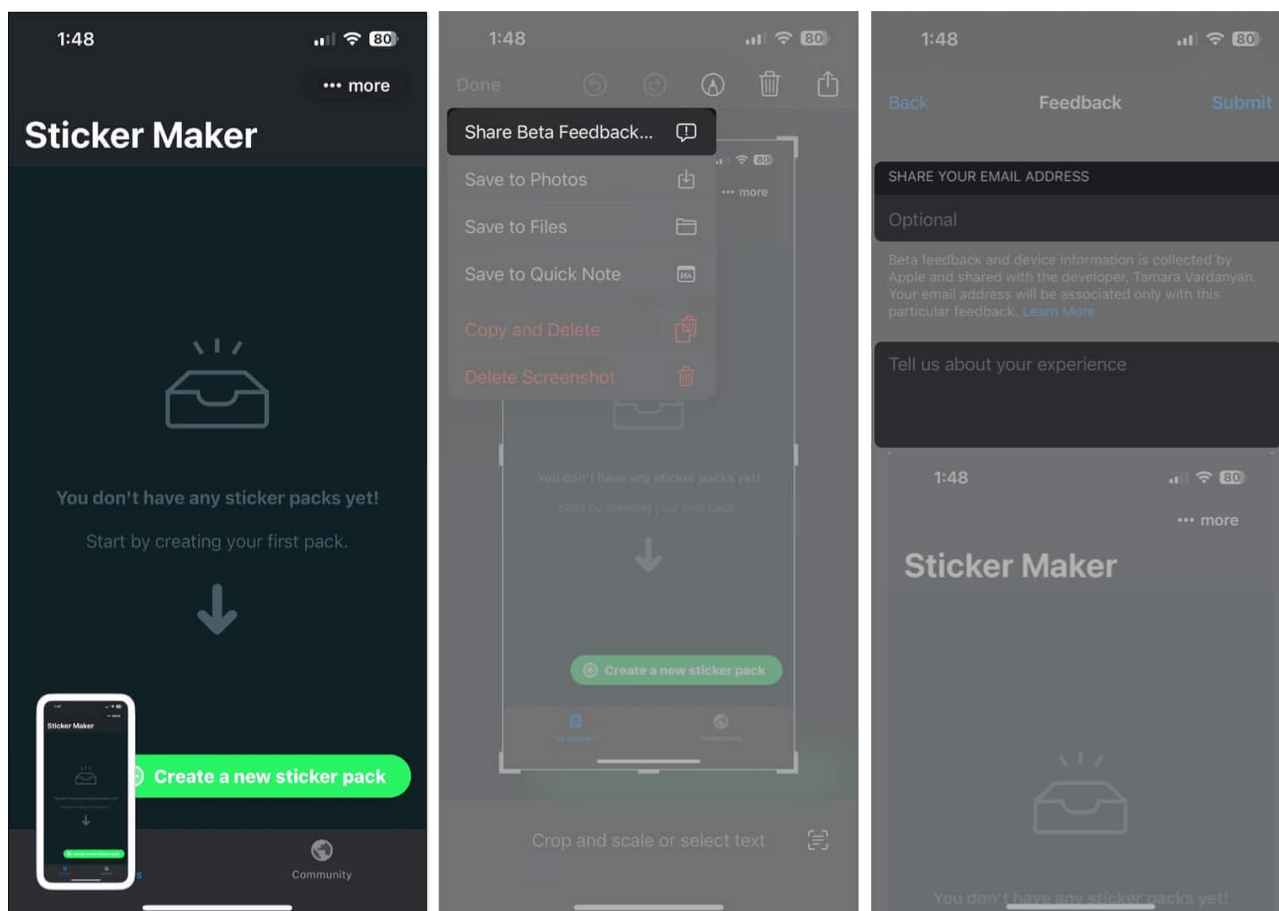 1:48
80
••• more
Sticker Maker
You don't have any sticker packs yet!
Start by creating your first pack.
Sticker Maker
Create a new sticker pack
s
Community
1:48
80
Done
Share Beta Feedback...
80
Save to Photos
••• more
Save to Files
Save to Quick Note
Copy and Delete
Delete Screenshot
You don't have any sticker packs yet!
Start by creating your first pack.
Create a new sticker pack
Community
Crop and scale or select text
1:48
80
Back
Feedback
Submit
SHARE YOUR EMAIL ADDRESS
Optional
Beta feedback and device information is collected by
Apple and shared with the developer, Tamara Vardanyan.
Your email address will be associated only with this
particular feedback. Learn More
Tell us about your experience
1:48
80
••• more
Sticker Maker
You don't have any sticker packs yet!